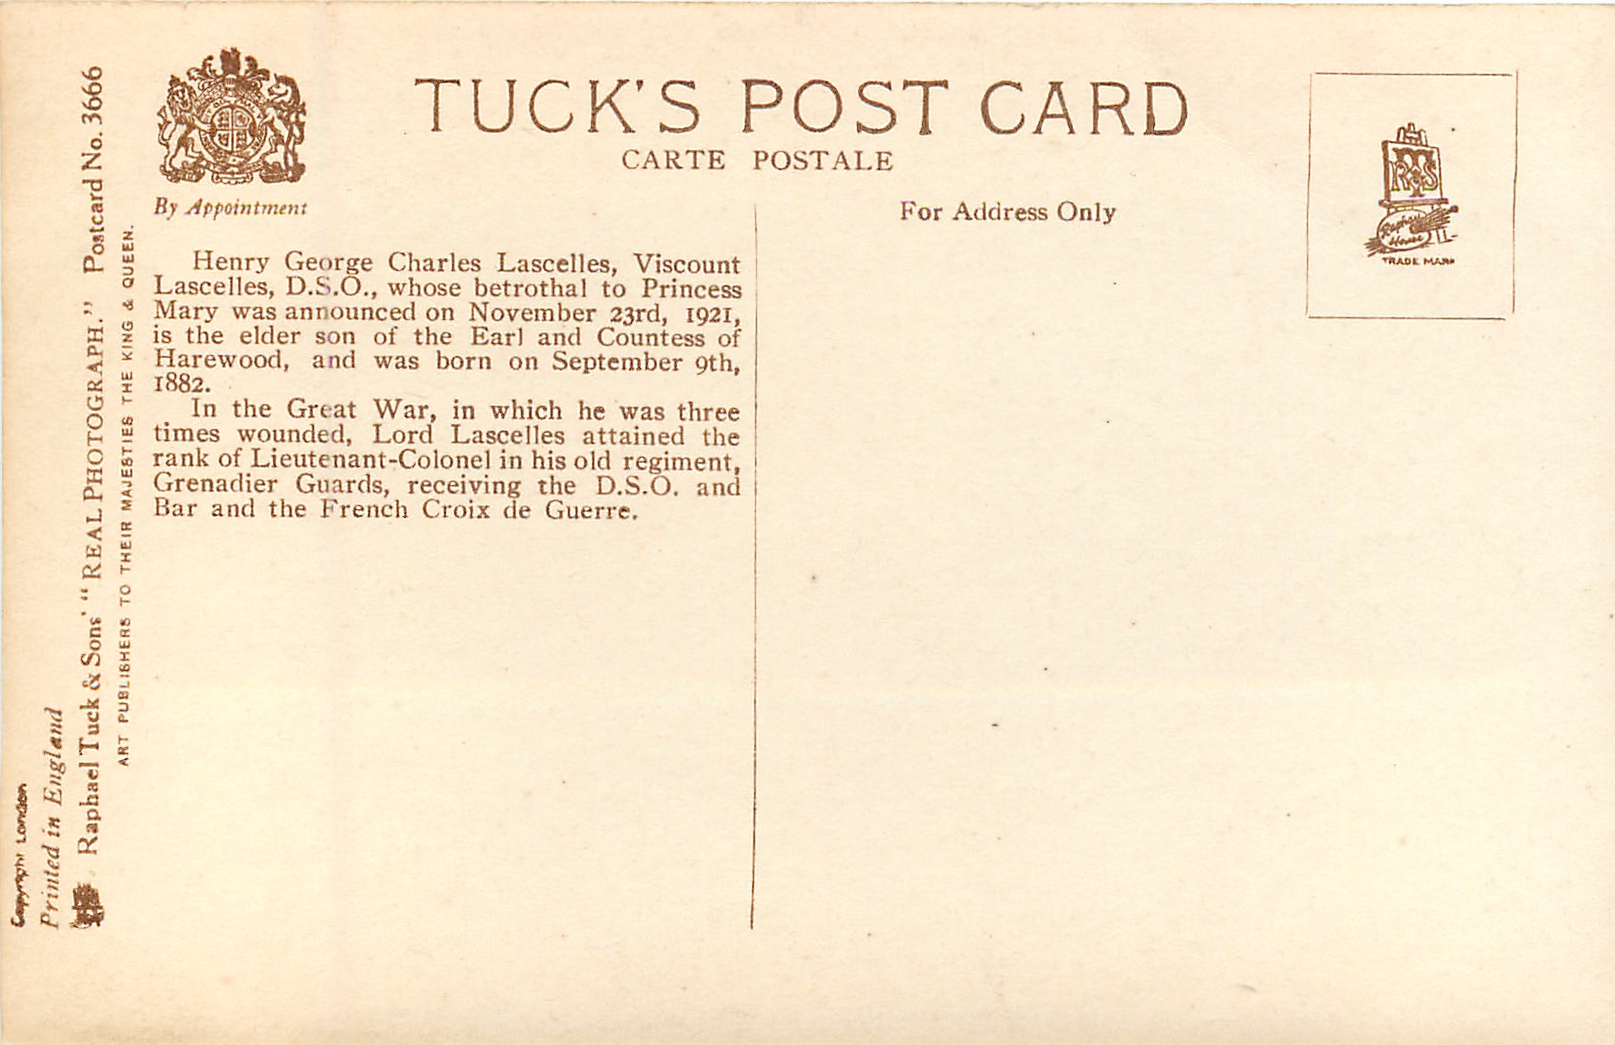 TUCK'S POST CARD
CARTE POSTALE
By Appointment
For Address Only
Henry George Charles Lascelles, Viscount
Lascelles, D.S.O., whose betrothal to Princess
Mary was announced on November 23rd, 1921,
is the elder son of the Earl and Countess of
Harewood, and was born on September 9th,
1882.
In the Great War, in which he was three
times wounded, Lord Lascelles attained the
rank of Lieutenant-Colonel in his old regiment,
Grenadier Guards, receiving the D.S.O. and
Bar and the French Croix de Guerre.
RTS
Raphael
House
TRADE MARK
Copyright London
Printed in England
Raphael Tuck & Sons' "REAL PHOTOGRAPH." Postcard No. 3666
ART PUBLISHERS TO THEIR MAJESTIES THE KING & QUEEN.